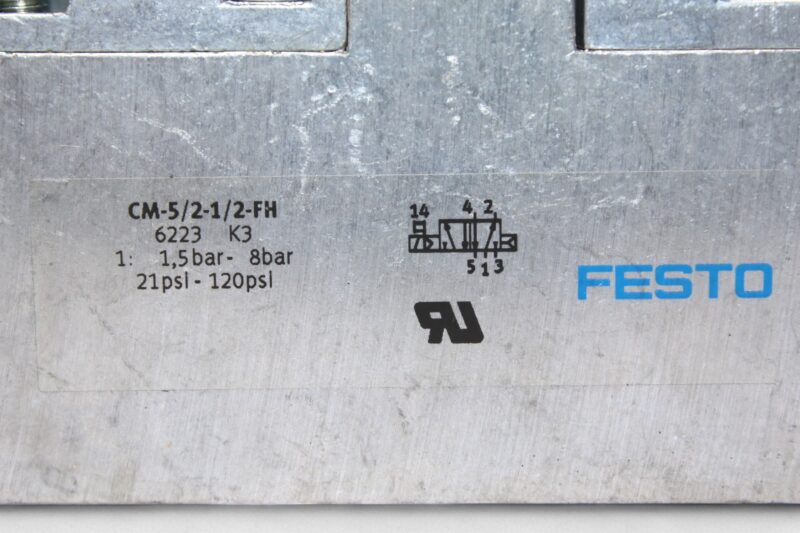 CM-5/2-1/2-FH
6223 K3
1: 1,5bar- 8bar
21psi - 120psi
14 4 2
5 1 3
RU
FESTO